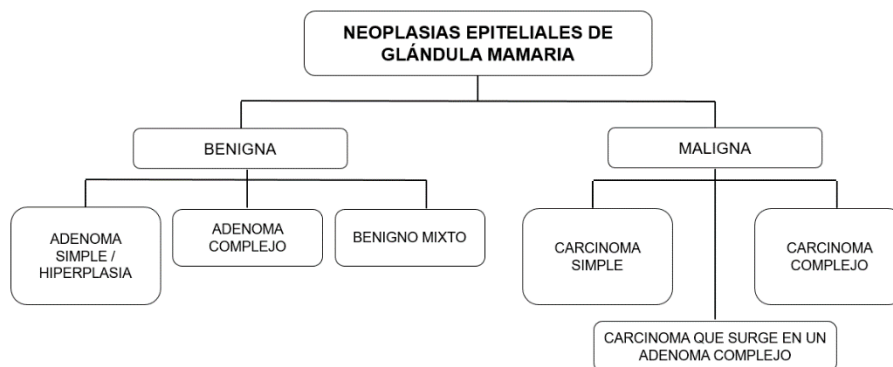 NEOPLASIAS EPITELIALES DE
GLÁNDULA MAMARIA
BENIGNA
MALIGNA
ADENOMA
SIMPLE /
HIPERPLASIA
ADENOMA
COMPLEJO
BENIGNO MIXTO
CARCINOMA
SIMPLE
CARCINOMA
COMPLEJO
CARCINOMA QUE SURGE EN UN
ADENOMA COMPLEJO